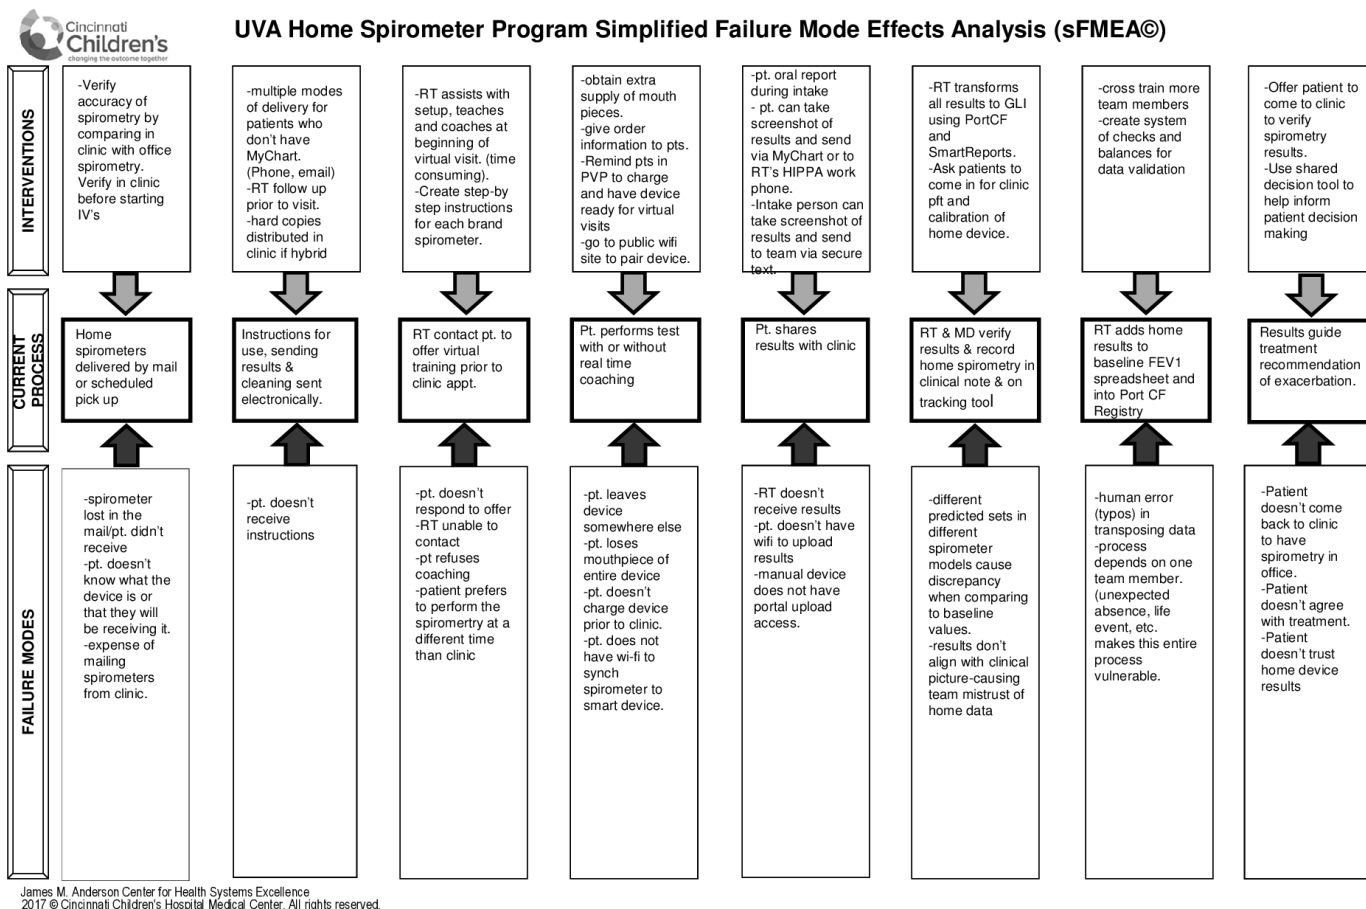 Cincinnati
Children's
changing the outcome together
UVA Home Spirometer Program Simplified Failure Mode Effects Analysis (sFMEA©)
INTERVENTIONS
-Verify
accuracy of
spirometry by
comparing in
clinic with office
spirometry.
Verify in clinic
before starting
IV's
-multiple modes
of delivery for
patients who
don't have
MyChart.
(Phone, email)
-RT follow up
prior to visit.
-hard copies
distributed in
clinic if hybrid
-RT assists with
setup, teaches
and coaches at
beginning of
virtual visit. (time
consuming).
-Create step-by
step instructions
for each brand
spirometer.
-obtain extra
supply of mouth
pieces.
-give order
information to pts.
-Remind pts in
PVP to charge
and have device
ready for virtual
visits
-go to public wifi
site to pair device.
-pt. oral report
during intake
- pt. can take
screenshot of
results and send
via MyChart or to
RT's HIPPA work
phone.
-Intake person can
take screenshot of
results and send
to team via secure
text.
-RT transforms
all results to GLI
using PortCF
and
SmartReports.
-Ask patients to
come in for clinic
pft and
calibration of
home device.
-cross train more
team members
-create system
of checks and
balances for
data validation
-Offer patient to
come to clinic
to verify
spirometry
results.
-Use shared
decision tool to
help inform
patient decision
making
CURRENT
PROCESS
Home
spirometers
delivered by mail
or scheduled
pick up
Instructions for
use, sending
results &
cleaning sent
electronically.
RT contact pt. to
offer virtual
training prior to
clinic appt.
Pt. performs test
with or without
real time
coaching
Pt. shares
results with clinic
RT & MD verify
results & record
home spirometry in
clinical note & on
tracking tool
RT adds home
results to
baseline FEV1
spreadsheet and
into Port CF
Registry
Results guide
treatment
recommendation
of exacerbation.
FAILURE MODES
-spirometer
lost in the
mail/pt. didn't
receive
-pt. doesn't
know what the
device is or
that they will
be receiving it.
-expense of
mailing
spirometers
from clinic.
-pt. doesn't
receive
instructions
-pt. doesn't
respond to offer
-RT unable to
contact
-pt refuses
coaching
-patient prefers
to perform the
spiromertry at a
different time
than clinic
-pt. leaves
device
somewhere else
-pt. loses
mouthpiece of
entire device
-pt. doesn't
charge device
prior to clinic.
-pt. does not
have wi-fi to
synch
spirometer to
smart device.
-RT doesn't
receive results
-pt. doesn't have
wifi to upload
results
-manual device
does not have
portal upload
access.
-different
predicted sets in
different
spirometer
models cause
discrepancy
when comparing
to baseline
values.
-results don't
align with clinical
picture-causing
team mistrust of
home data
-human error
(typos) in
transposing data
-process
depends on one
team member.
(unexpected
absence, life
event, etc.
makes this entire
process
vulnerable.
-Patient
doesn't come
back to clinic
to have
spirometry in
office.
-Patient
doesn't agree
with treatment.
-Patient
doesn't trust
home device
results
James M. Anderson Center for Health Systems Excellence
2017 © Cincinnati Children's Hospital Medical Center. All rights reserved.